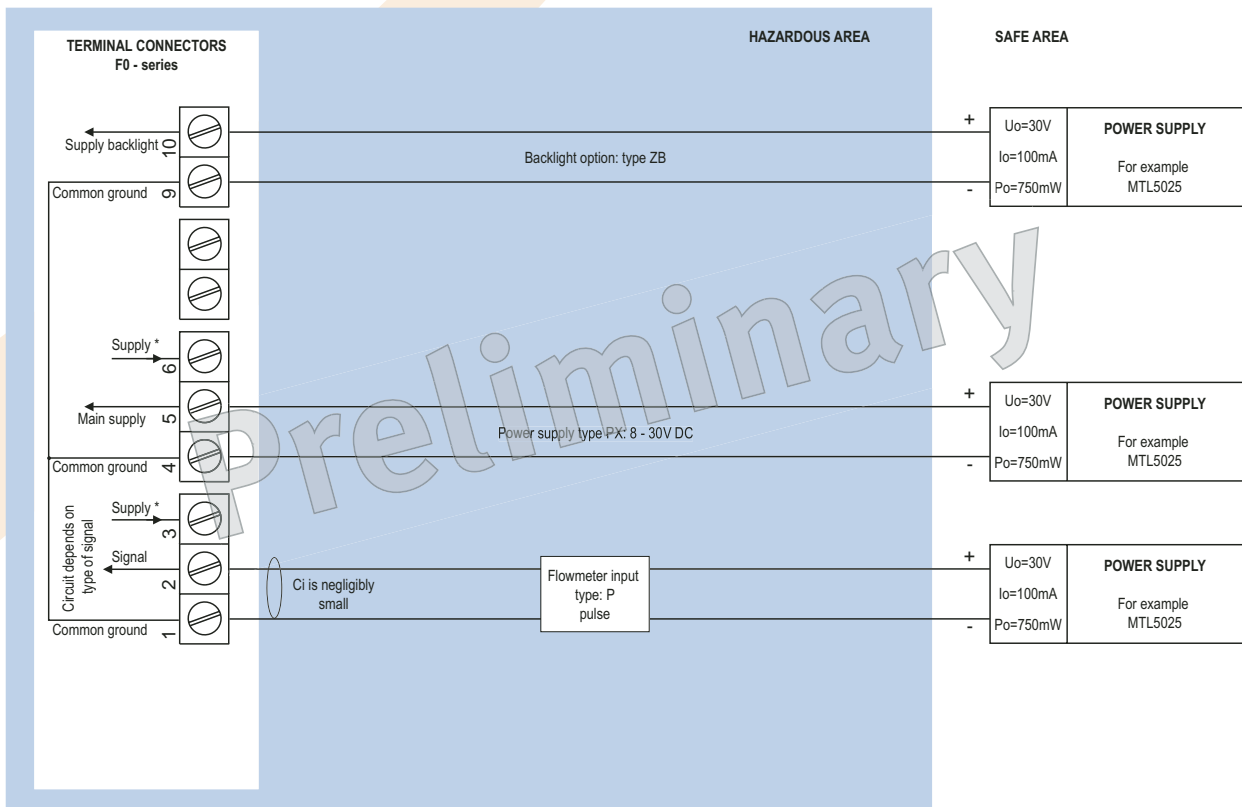 TERMINAL CONNECTORS
F0 - series
HAZARDOUS AREA
SAFE AREA
Supply backlight
10
Common ground
9
Backlight option: type ZB
+
-
Uo=30V
Io=100mA
Po=750mW
POWER SUPPLY
For example
MTL5025
Supply *
6
Main supply
5
Common ground
4
Power supply type PX: 8 - 30V DC
+
-
Uo=30V
Io=100mA
Po=750mW
POWER SUPPLY
For example
MTL5025
Circuit depends on
type of signal
Supply *
3
Signal
2
Common ground
1
Ci is negligibly
small
Flowmeter input
type: P
pulse
+
-
Uo=30V
Io=100mA
Po=750mW
POWER SUPPLY
For example
MTL5025
Preliminary